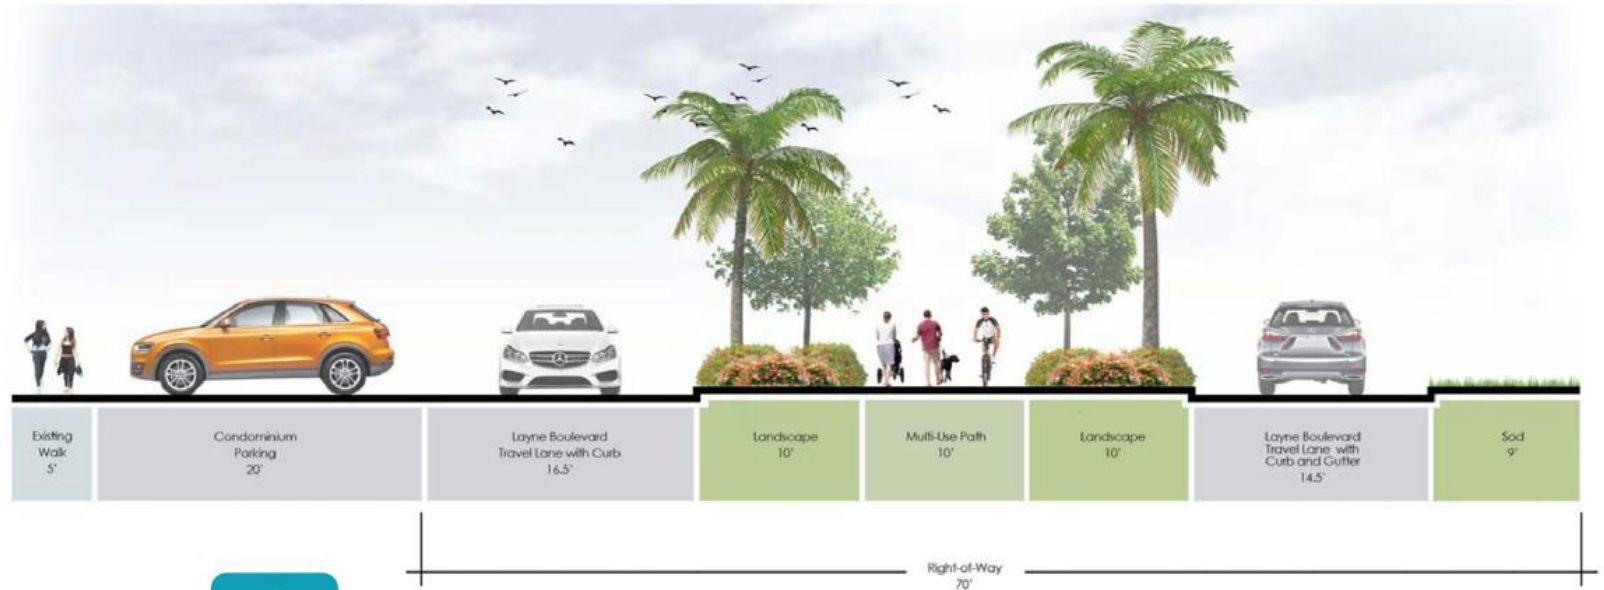 Existing
Walk
5'
Condominium
Parking
20'
Layne Boulevard
Travel Lane with Curb
16.5'
Landscape
10'
Multi-Use Path
10'
Landscape
10'
Layne Boulevard
Travel Lane with
Curb and Gutter
14.5'
Sod
9'
Right-of-Way
70'